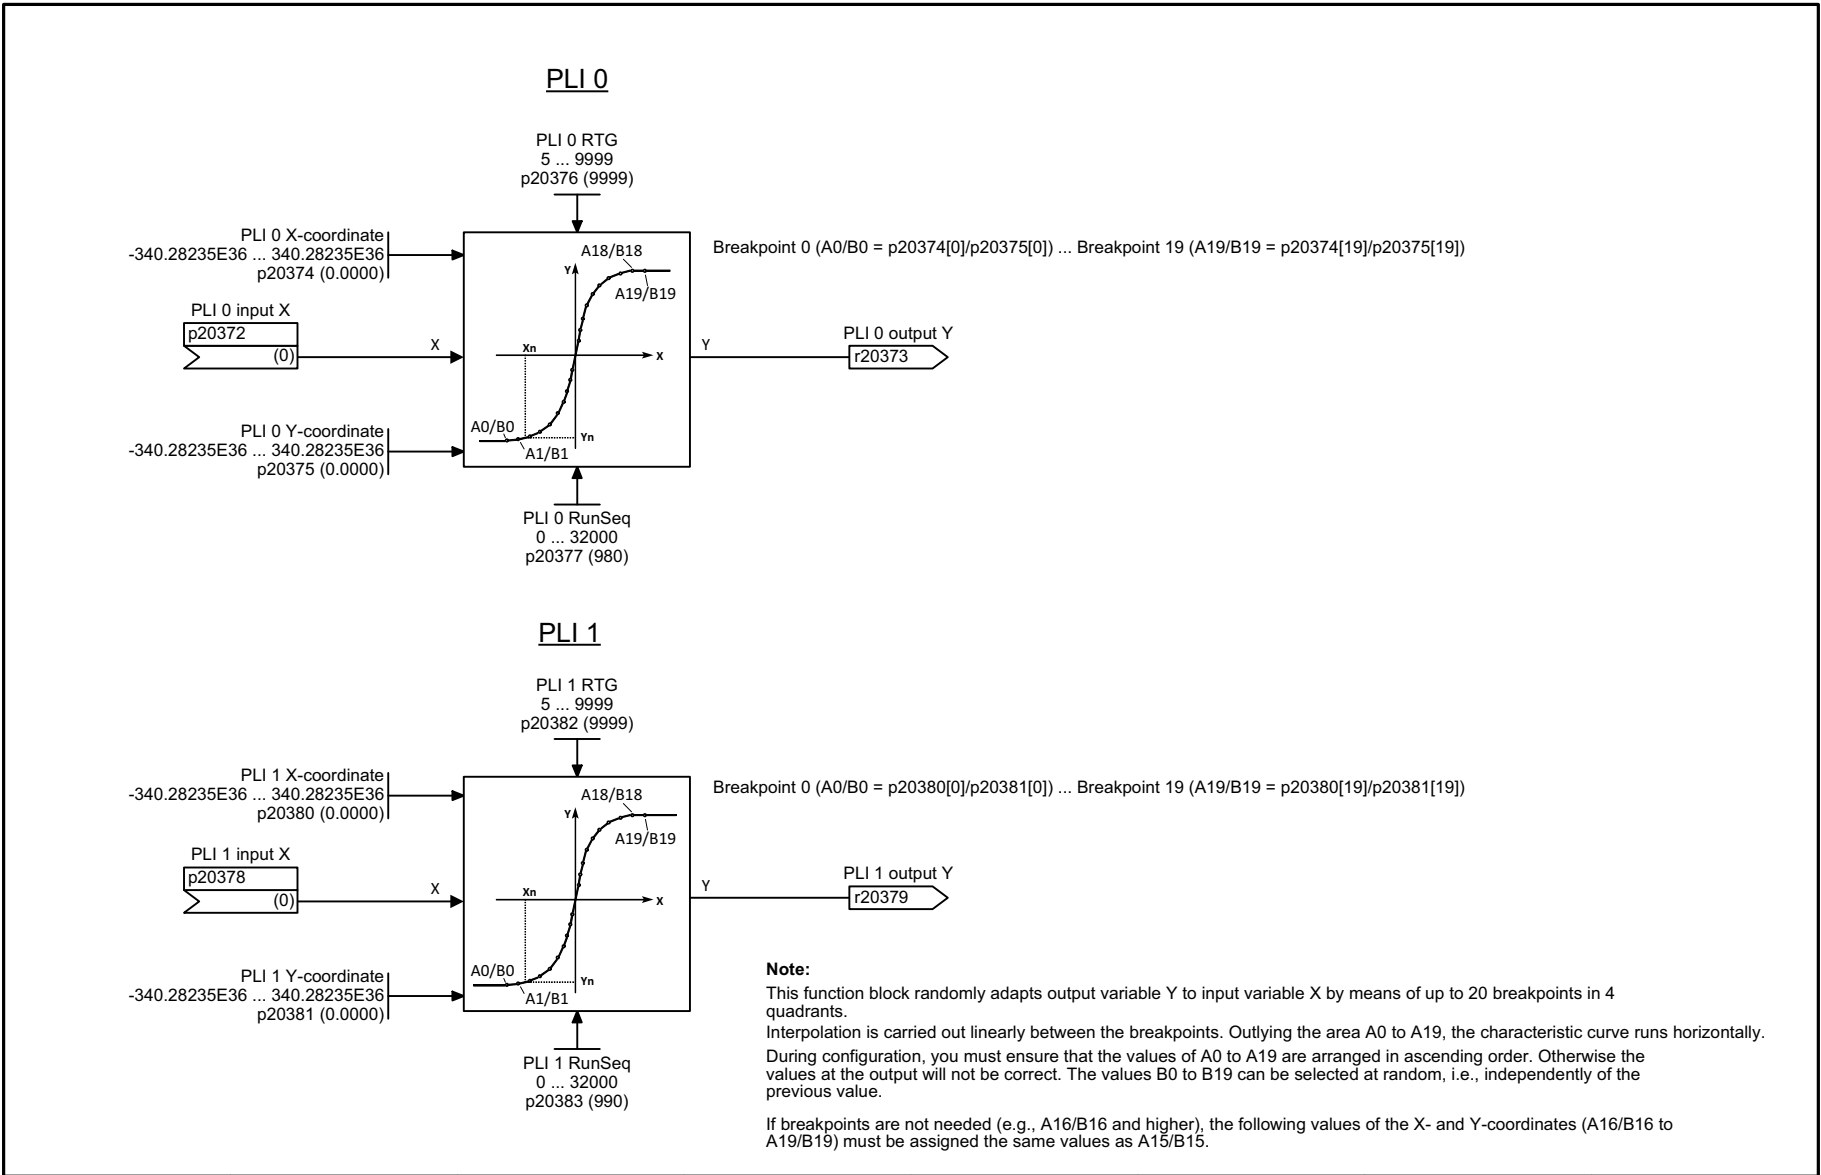 PLI 0
PLI 0 RTG
5 ... 9999
p20376 (9999)
PLI 0 X-coordinate
-340.28235E36 ... 340.28235E36
p20374 (0.0000)
Breakpoint 0 (A0/B0 = p20374[0]/p20375[0]) ... Breakpoint 19 (A19/B19 = p20374[19]/p20375[19])
A18/B18
Y
A19/B19
PLI 0 input X
p20372
(0)
X
Xn
X
Y
PLI 0 output Y
r20373
PLI 0 Y-coordinate
-340.28235E36 ... 340.28235E36
p20375 (0.0000)
A0/B0
Yn
A1/B1
PLI 0 RunSeq
0 ... 32000
p20377 (980)
PLI 1
PLI 1 RTG
5 ... 9999
p20382 (9999)
PLI 1 X-coordinate
-340.28235E36 ... 340.28235E36
p20380 (0.0000)
Breakpoint 0 (A0/B0 = p20380[0]/p20381[0]) ... Breakpoint 19 (A19/B19 = p20380[19]/p20381[19])
A18/B18
Y
A19/B19
PLI 1 input X
p20378
(0)
X
Xn
X
Y
PLI 1 output Y
r20379
PLI 1 Y-coordinate
-340.28235E36 ... 340.28235E36
p20381 (0.0000)
A0/B0
Yn
A1/B1
PLI 1 RunSeq
0 ... 32000
p20383 (990)
Note:
This function block randomly adapts output variable Y to input variable X by means of up to 20 breakpoints in 4
quadrants.
Interpolation is carried out linearly between the breakpoints. Outlying the area A0 to A19, the characteristic curve runs horizontally.
During configuration, you must ensure that the values of A0 to A19 are arranged in ascending order. Otherwise the
values at the output will not be correct. The values B0 to B19 can be selected at random, i.e., independently of the
previous value.
If breakpoints are not needed (e.g., A16/B16 and higher), the following values of the X- and Y-coordinates (A16/B16 to
A19/B19) must be assigned the same values as A15/B15.